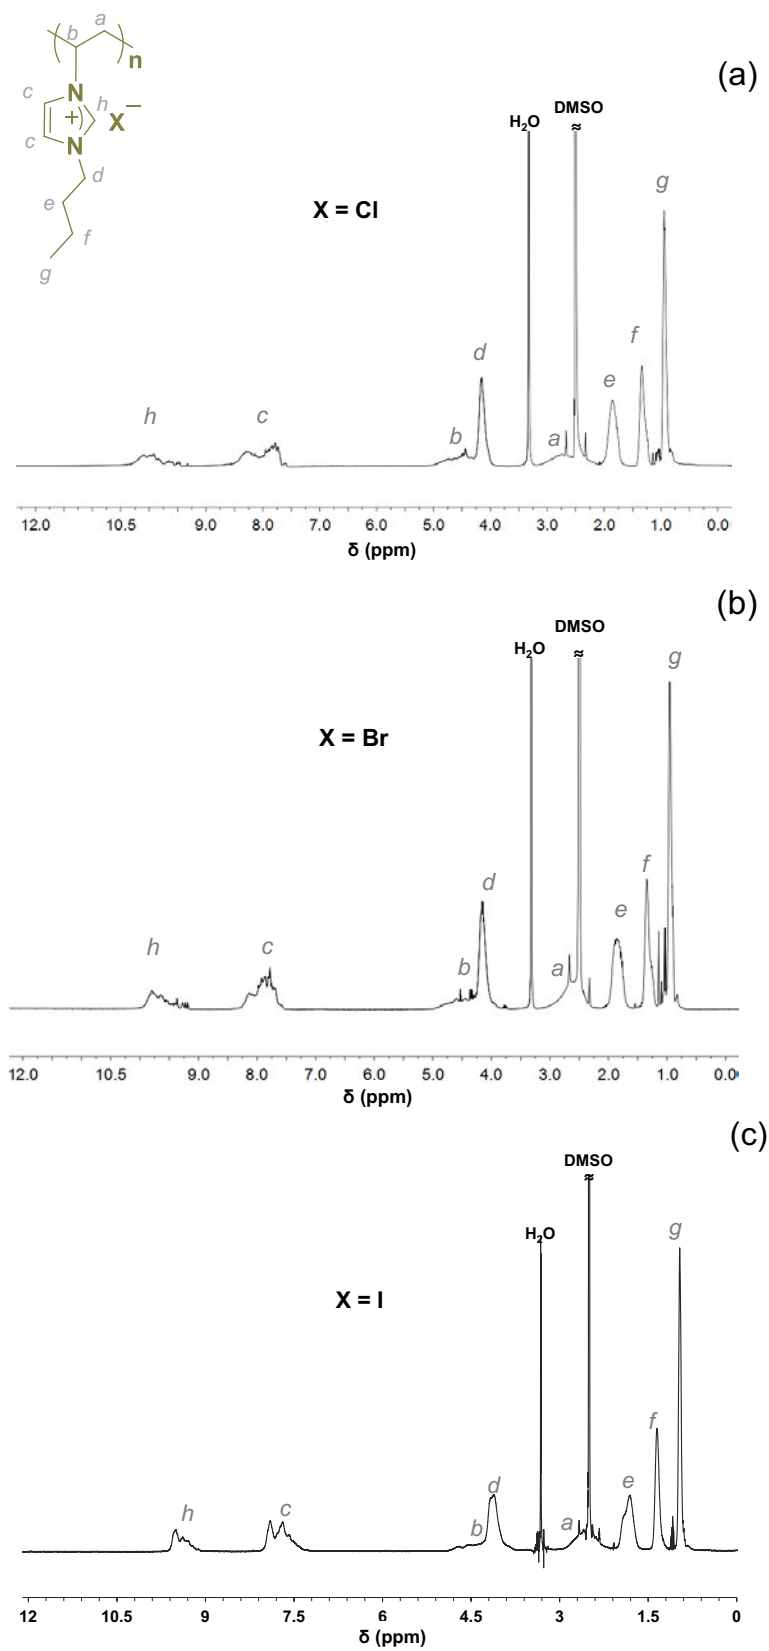 a
b
n
(a)
c
N
h
+
X
−
c
N
d
e
f
g
H₂O
DMSO
≈
X = Cl
g
f
e
d
h
c
b
a
12.0 10.5 9.0 8.0 7.0 6.0 5.0 4.0 3.0 2.0 1.0 0.0
δ (ppm)
(b)
H₂O
DMSO
≈
X = Br
g
f
e
d
h
c
b
a
12.0 10.5 9.0 8.0 7.0 6.0 5.0 4.0 3.0 2.0 1.0 0.0
δ (ppm)
(c)
DMSO
≈
H₂O
X = I
g
f
e
d
h
c
b
a
12 10.5 9 7.5 6 4.5 3 1.5 0
δ (ppm)